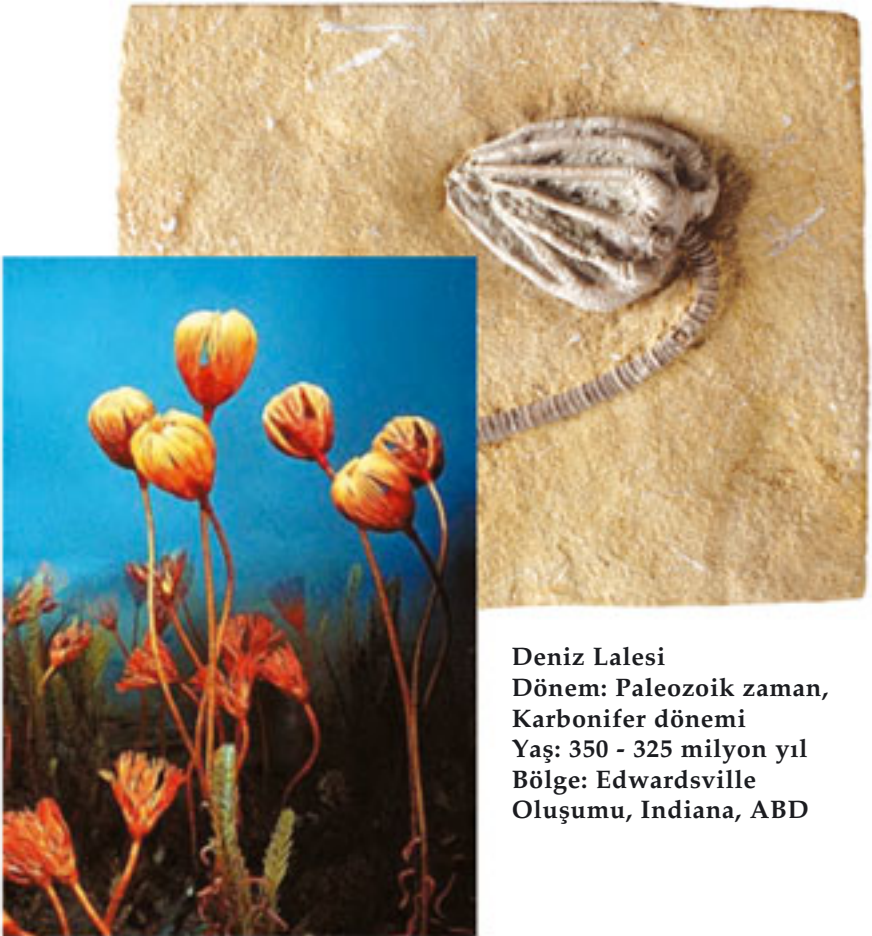 Deniz Lalesi
Dönem: Paleozoik zaman,
Karbonifer dönemi
Yaş: 350 - 325 milyon yıl
Bölge: Edwardsville
Oluşumu, Indiana, ABD